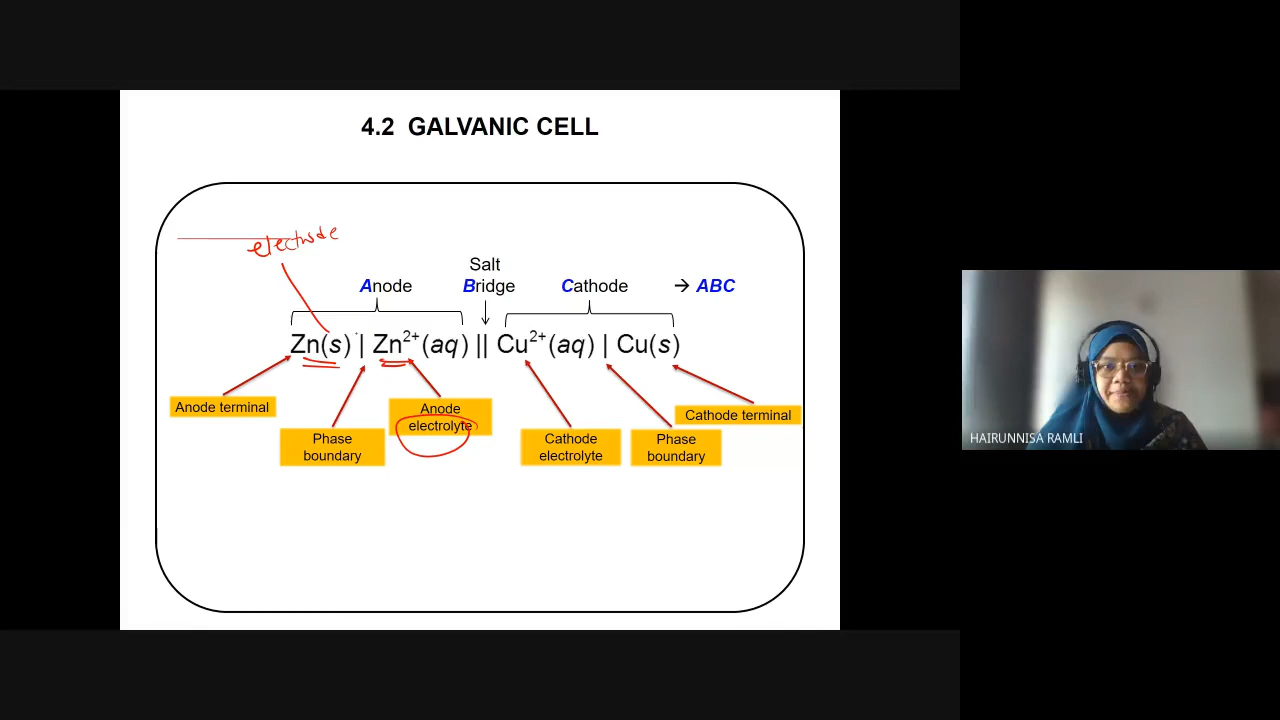 4.2 GALVANIC CELL
electrode
Salt
Anode
Bridge
Cathode
→ ABC
Zn(s) | Zn²⁺(aq) || Cu²⁺(aq) | Cu(s)
Anode terminal
Phase
boundary
Anode
electrolyte
Cathode
electrolyte
Phase
boundary
Cathode terminal
HAIRUNNISA RAMLI